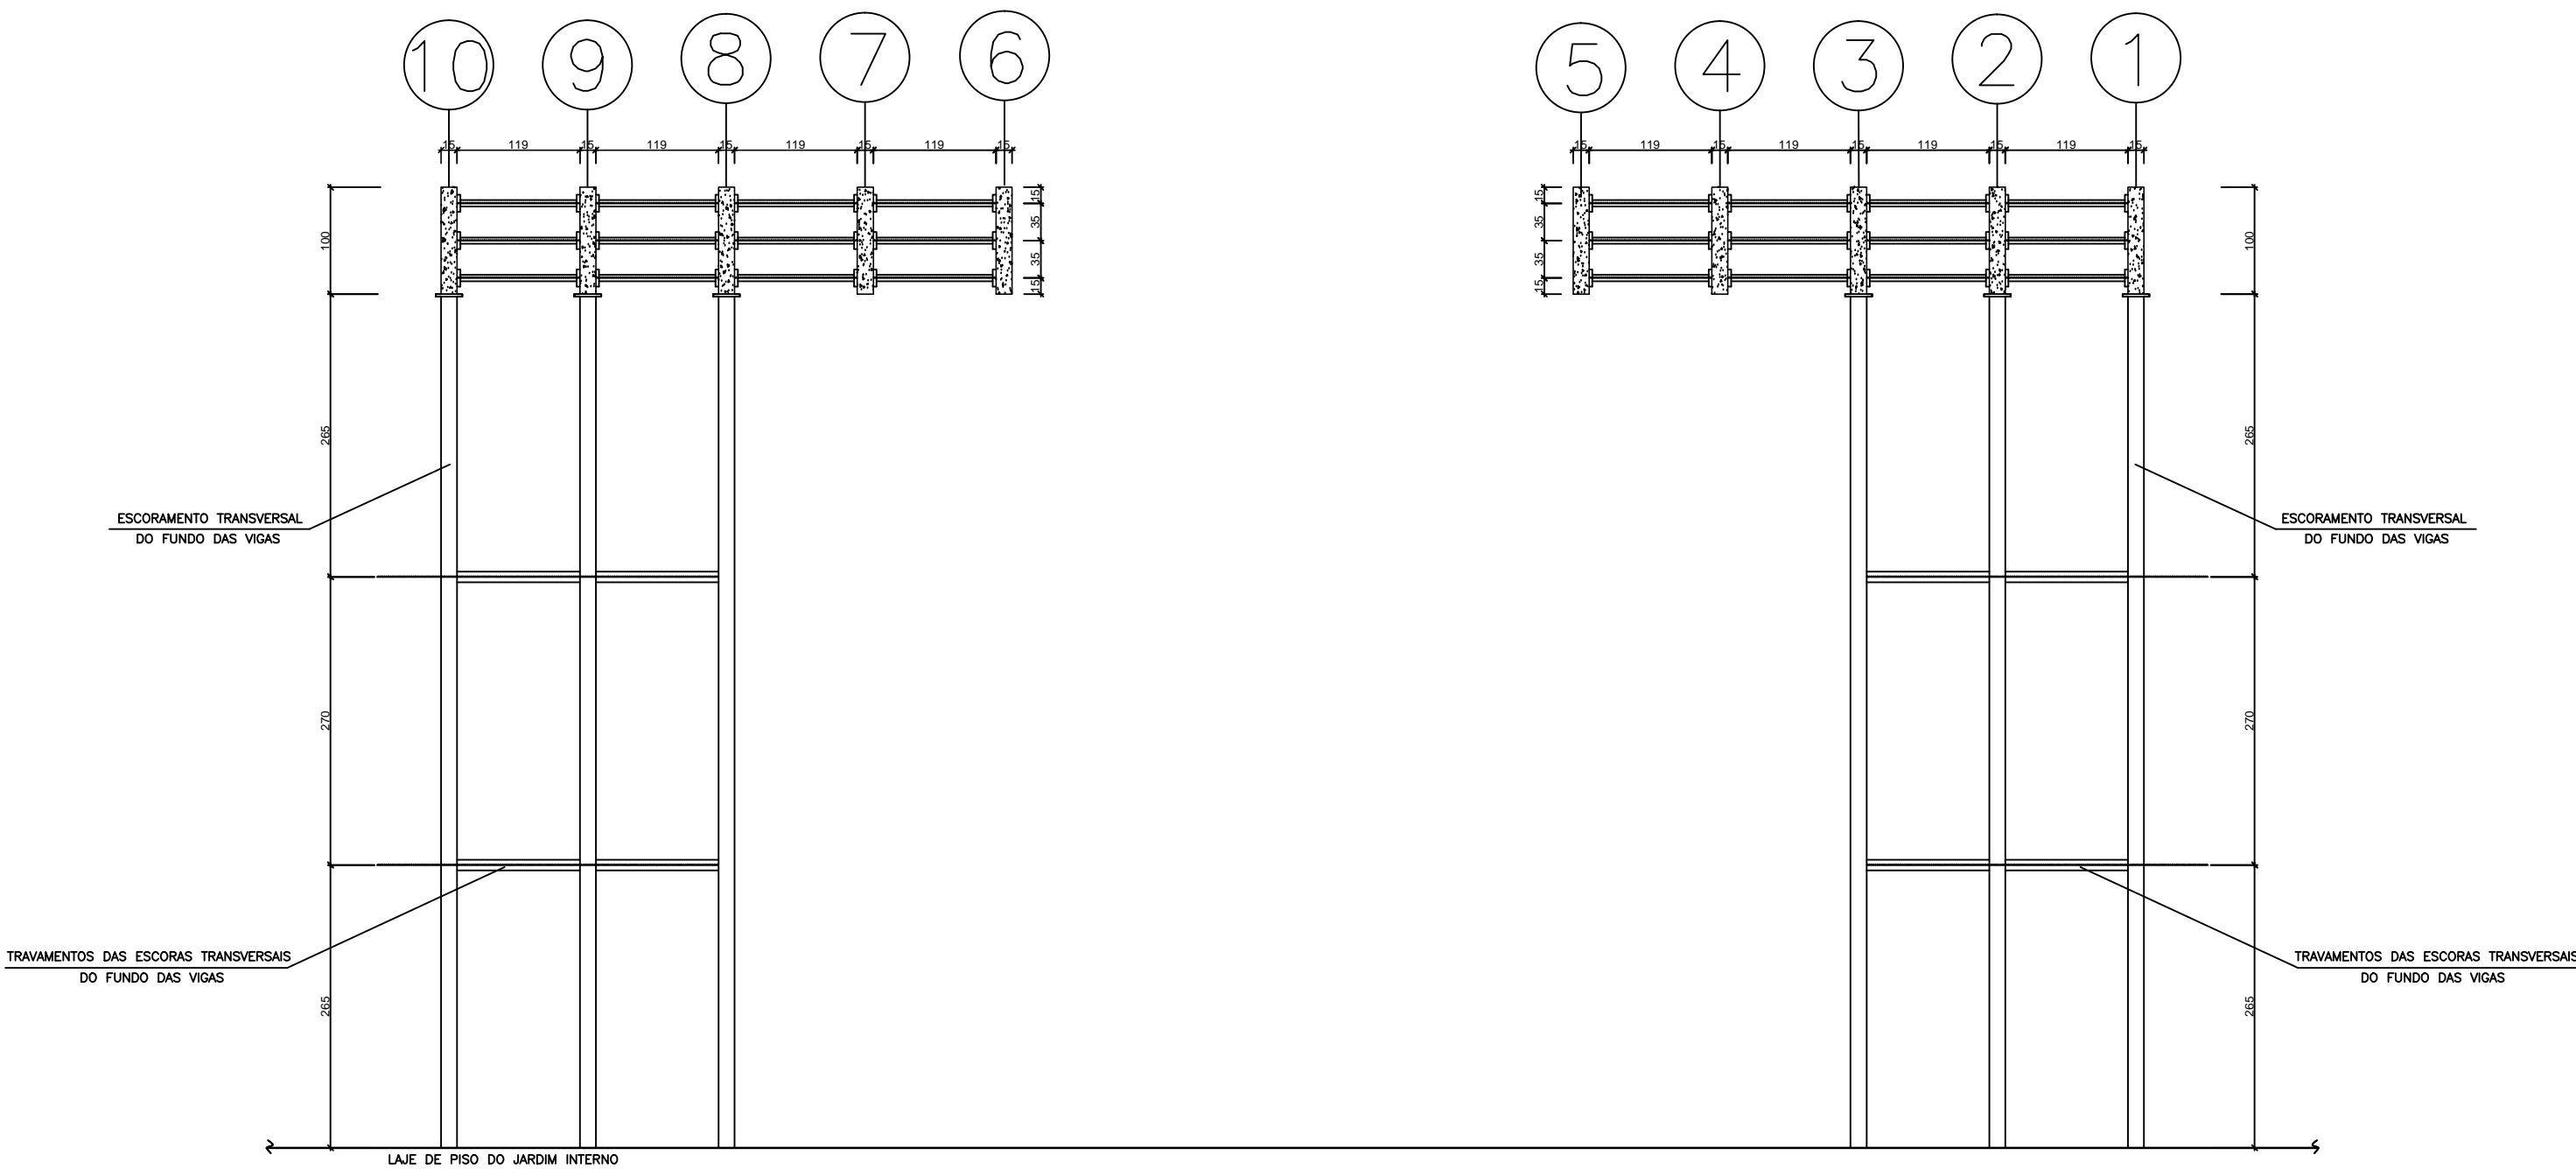 10 9 8 7 6 5 4 3 2 1
15 119 15 119 15 119 15 119 15 15 119 15 119 15 119 15 119 15
100 15 35 35 15 15 35 100
265 265
ESCORAMENTO TRANSVERSAL
DO FUNDO DAS VIGAS
ESCORAMENTO TRANSVERSAL
DO FUNDO DAS VIGAS
270 270
TRAVAMENTOS DAS ESCORAS TRANSVERSAIS
DO FUNDO DAS VIGAS
TRAVAMENTOS DAS ESCORAS TRANSVERSAIS
DO FUNDO DAS VIGAS
265 265
LAJE DE PISO DO JARDIM INTERNO